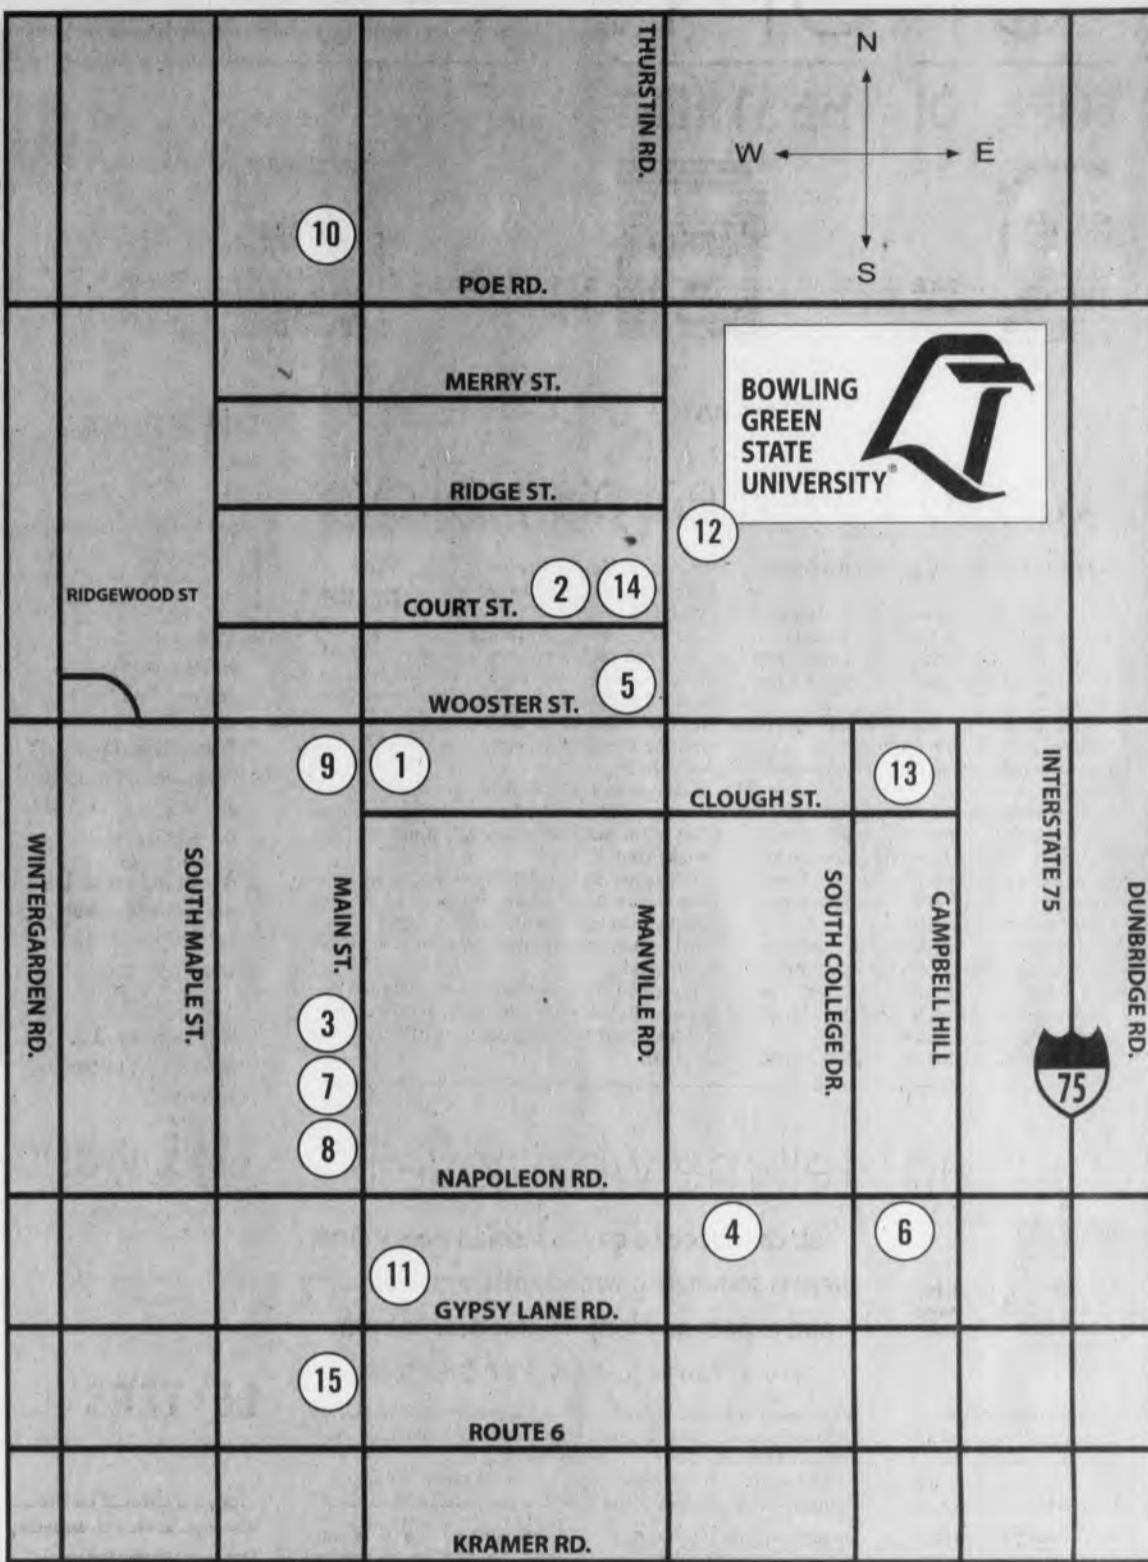 THURSTIN RD.
N
W
E
S
10
POE RD.
MERRY ST.
BOWLING
GREEN
STATE
UNIVERSITY®
RIDGE ST.
12
RIDGEWOOD ST
COURT ST.
2
14
5
WOOSTER ST.
9
1
13
CLOUGH ST.
INTERSTATE 75
WINTERGARDEN RD.
SOUTH MAPLE ST.
MAIN ST.
MANVILLE RD.
SOUTH COLLEGE DR.
CAMPBELL HILL
DUNBRIDGE RD.
3
7
8
75
NAPOLEON RD.
4
6
11
GYPSY LANE RD.
15
ROUTE 6
KRAMER RD.